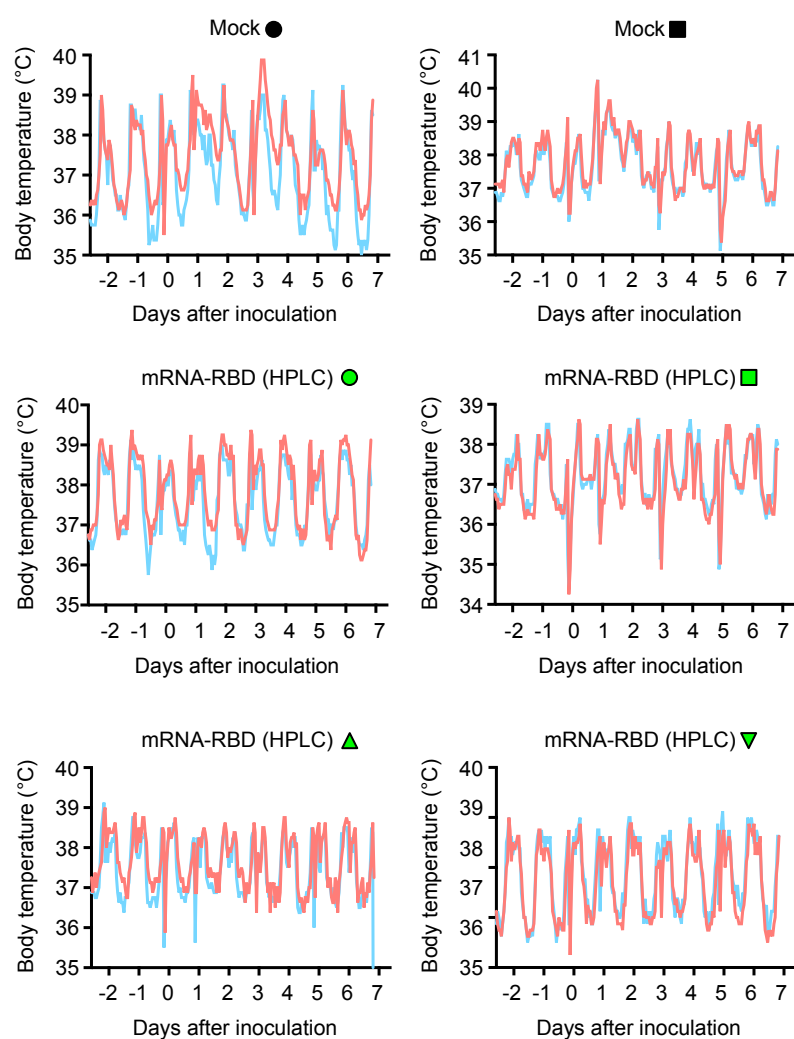 Mock
Body temperature (°C)
40
39
38
37
36
35
-2 -1 0 1 2 3 4 5 6 7
Days after inoculation
Mock
Body temperature (°C)
41
40
39
38
37
36
35
-2 -1 0 1 2 3 4 5 6 7
Days after inoculation
mRNA-RBD (HPLC)
Body temperature (°C)
40
39
38
37
36
35
-2 -1 0 1 2 3 4 5 6 7
Days after inoculation
mRNA-RBD (HPLC)
Body temperature (°C)
39
38
37
36
35
34
-2 -1 0 1 2 3 4 5 6 7
Days after inoculation
mRNA-RBD (HPLC)
Body temperature (°C)
40
39
38
37
36
35
-2 -1 0 1 2 3 4 5 6 7
Days after inoculation
mRNA-RBD (HPLC)
Body temperature (°C)
40
38
37
36
35
-2 -1 0 1 2 3 4 5 6 7
Days after inoculation